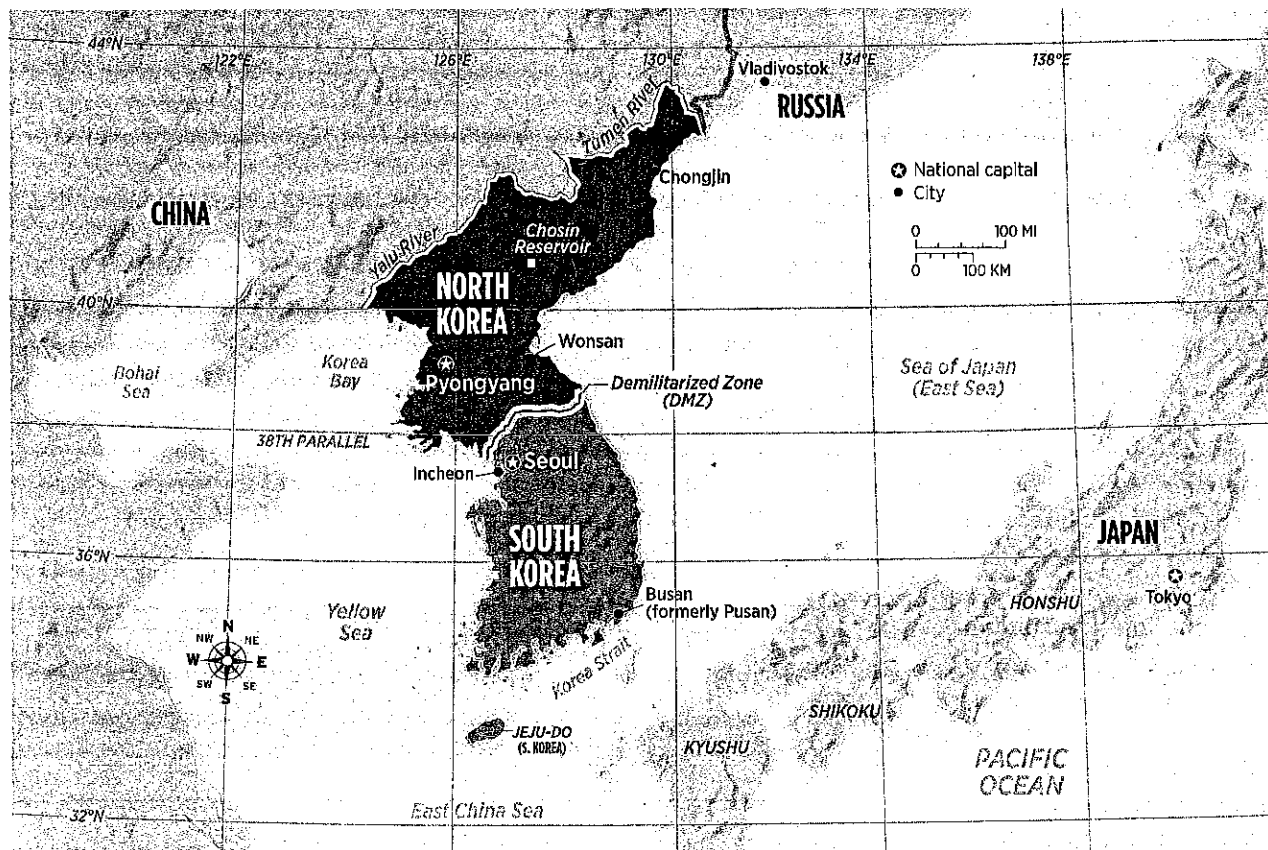 44°N
122°E
126°E
130°E
134°E
138°E
Vladivostok
RUSSIA
Tumen River
Chongjin
National capital
City
CHINA
Chosin
Reservoir
0 100 MI
0 100 KM
Yalu River
NORTH
KOREA
40°N
Wonsan
Bohai
Sea
Korea
Bay
Pyongyang
Demilitarized Zone
(DMZ)
Sea of Japan
(East Sea)
38TH PARALLEL
Seoul
Incheon
SOUTH
KOREA
JAPAN
36°N
Busan
(formerly Pusan)
HONSHU
Tokyo
Yellow
Sea
N
NW NE
W E
SW SE
S
Korea Strait
SHIKOKU
JEJU-DO
(S. KOREA)
KYUSHU
PACIFIC
OCEAN
East China Sea
32°N